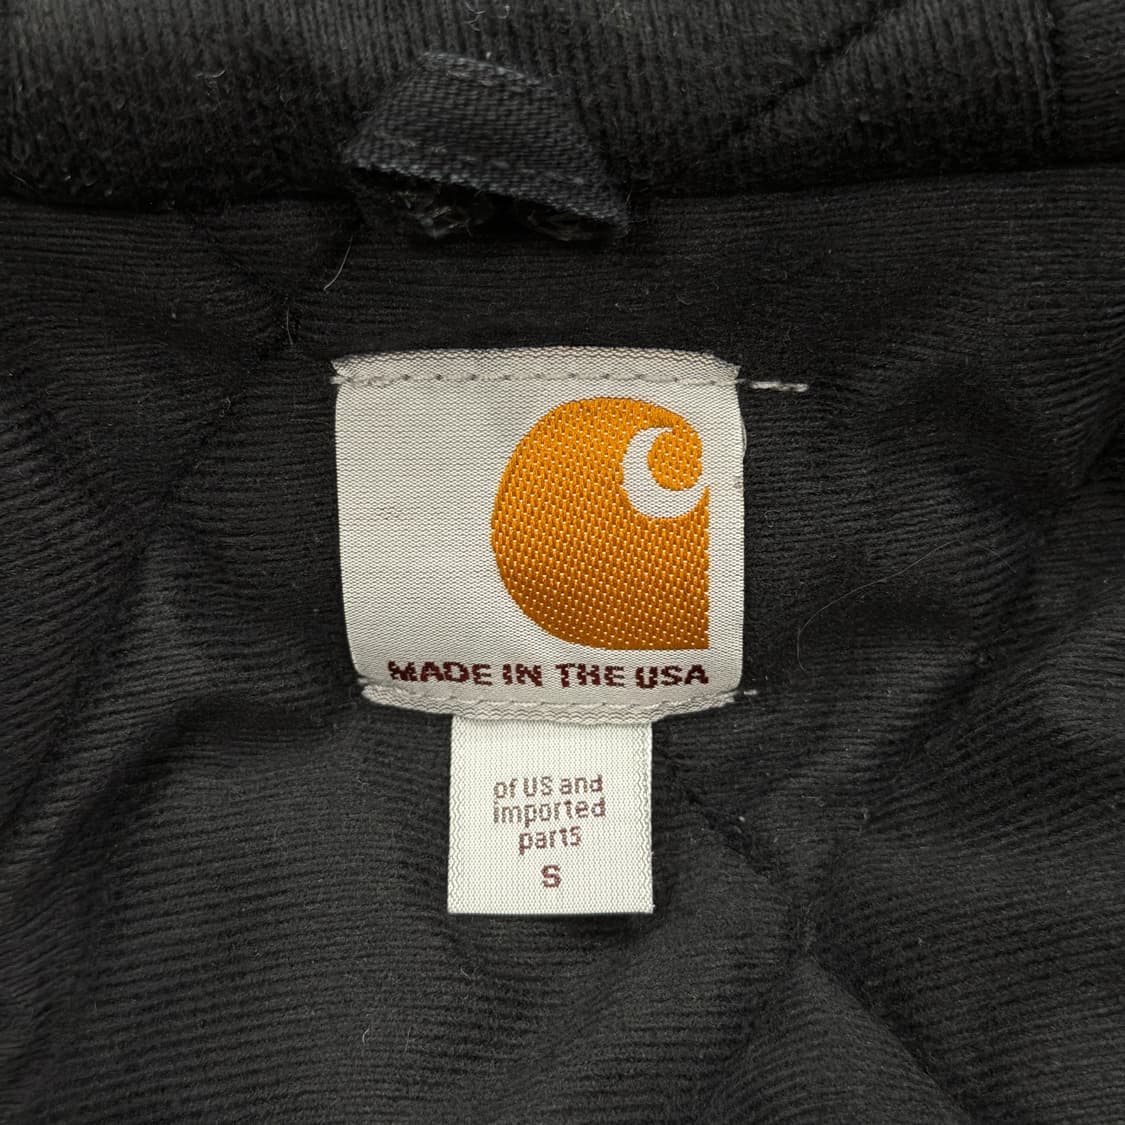 MADE IN THE USA
of US and
imported
parts
S